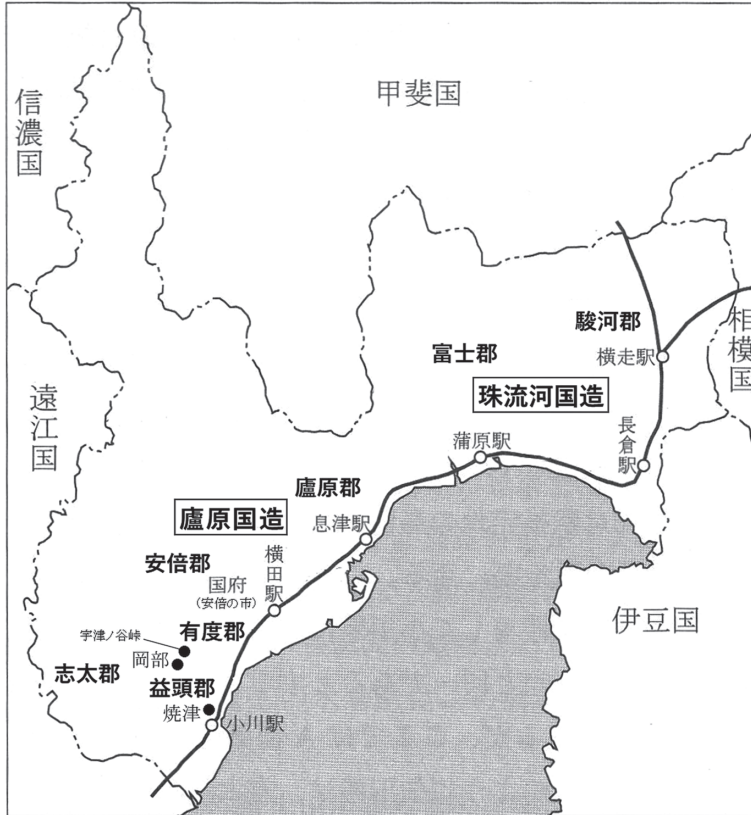 甲斐国
信濃国
駿河郡
相模国
富士郡
横走駅
珠流河国造
遠江国
蒲原駅
長倉駅
廬原郡
廬原国造
息津駅
横田駅
安倍郡
国府
(安倍の市)
伊豆国
有度郡
宇津ノ谷峠
岡部
志太郡
益頭郡
焼津
小川駅